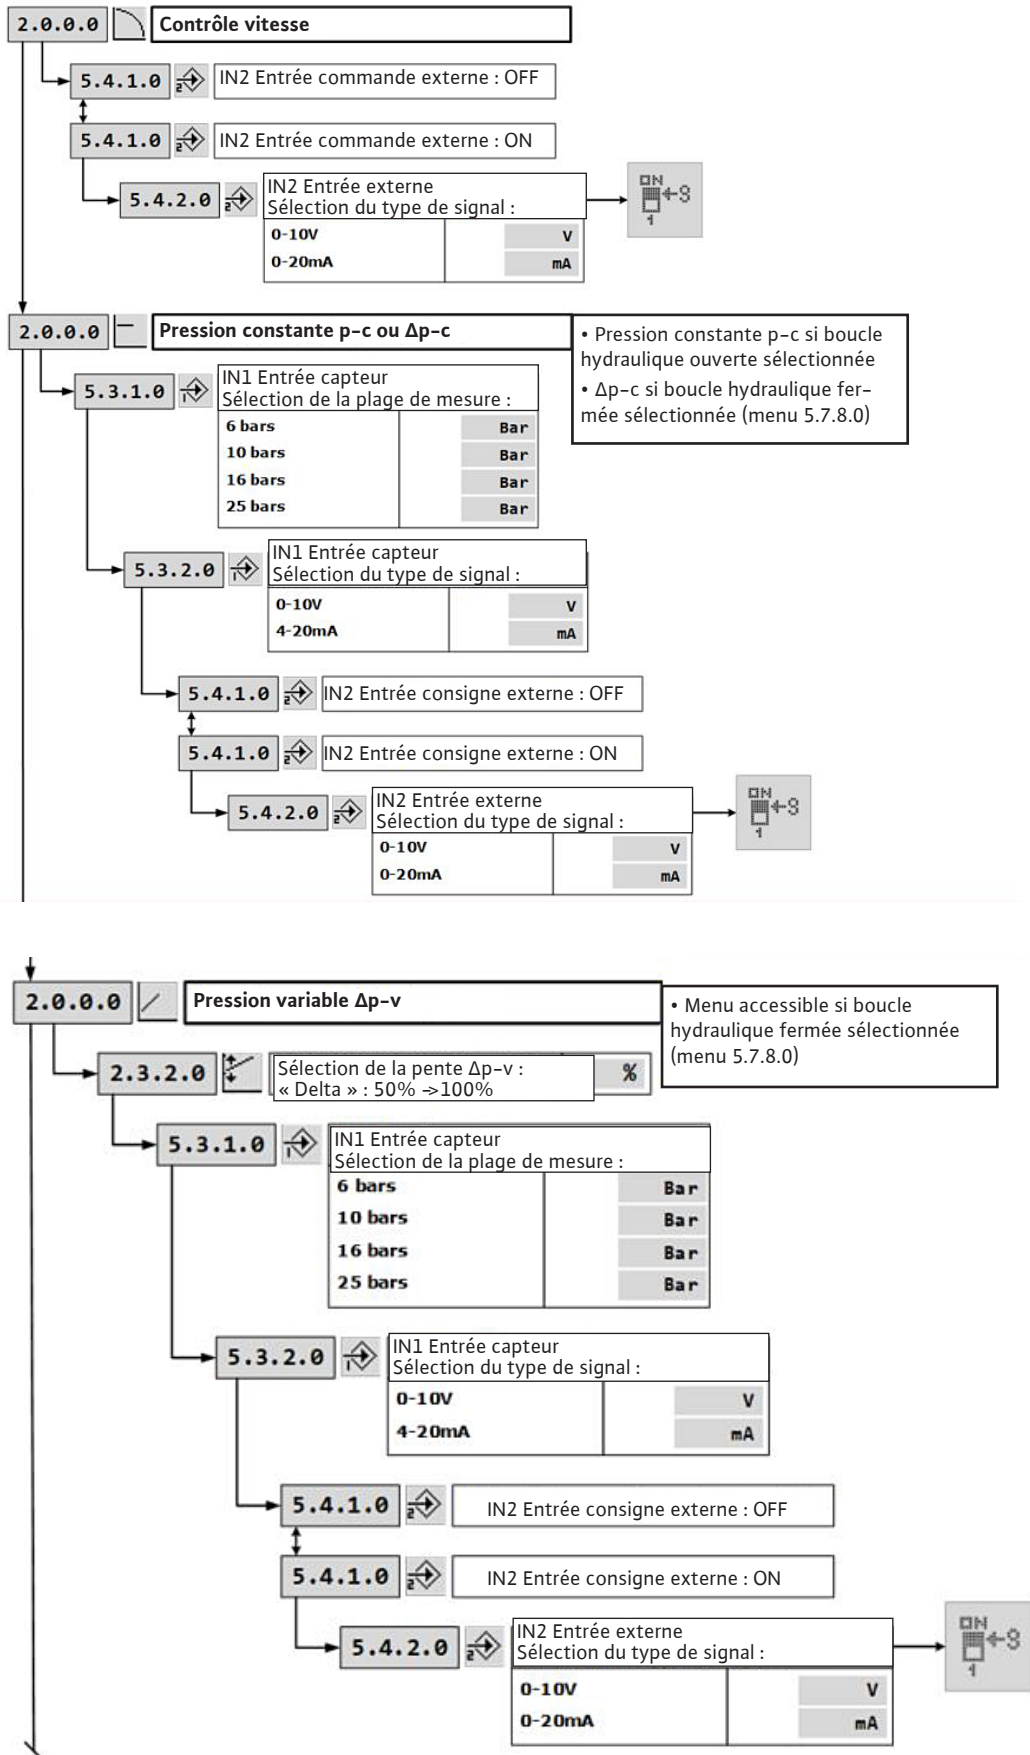 2.0.0.0 Contrôle vitesse
5.4.1.0 2 IN2 Entrée commande externe : OFF
5.4.1.0 2 IN2 Entrée commande externe : ON
5.4.2.0 2 IN2 Entrée externe
Sélection du type de signal :
0-10V V
0-20mA mA
ON
3
1
2.0.0.0 Pression constante p-c ou Δp-c
• Pression constante p-c si boucle
hydraulique ouverte sélectionnée
• Δp-c si boucle hydraulique fer-
mée sélectionnée (menu 5.7.8.0)
5.3.1.0 1 IN1 Entrée capteur
Sélection de la plage de mesure :
6 bars Bar
10 bars Bar
16 bars Bar
25 bars Bar
5.3.2.0 1 IN1 Entrée capteur
Sélection du type de signal :
0-10V V
4-20mA mA
5.4.1.0 2 IN2 Entrée consigne externe : OFF
5.4.1.0 2 IN2 Entrée consigne externe : ON
5.4.2.0 2 IN2 Entrée externe
Sélection du type de signal :
0-10V V
0-20mA mA
ON
3
1
2.0.0.0 Pression variable Δp-v
• Menu accessible si boucle
hydraulique fermée sélectionnée
(menu 5.7.8.0)
2.3.2.0 Sélection de la pente Δp-v : %
« Delta » : 50% ->100%
5.3.1.0 1 IN1 Entrée capteur
Sélection de la plage de mesure :
6 bars Bar
10 bars Bar
16 bars Bar
25 bars Bar
5.3.2.0 1 IN1 Entrée capteur
Sélection du type de signal :
0-10V V
4-20mA mA
5.4.1.0 2 IN2 Entrée consigne externe : OFF
5.4.1.0 2 IN2 Entrée consigne externe : ON
5.4.2.0 2 IN2 Entrée externe
Sélection du type de signal :
0-10V V
0-20mA mA
ON
3
1